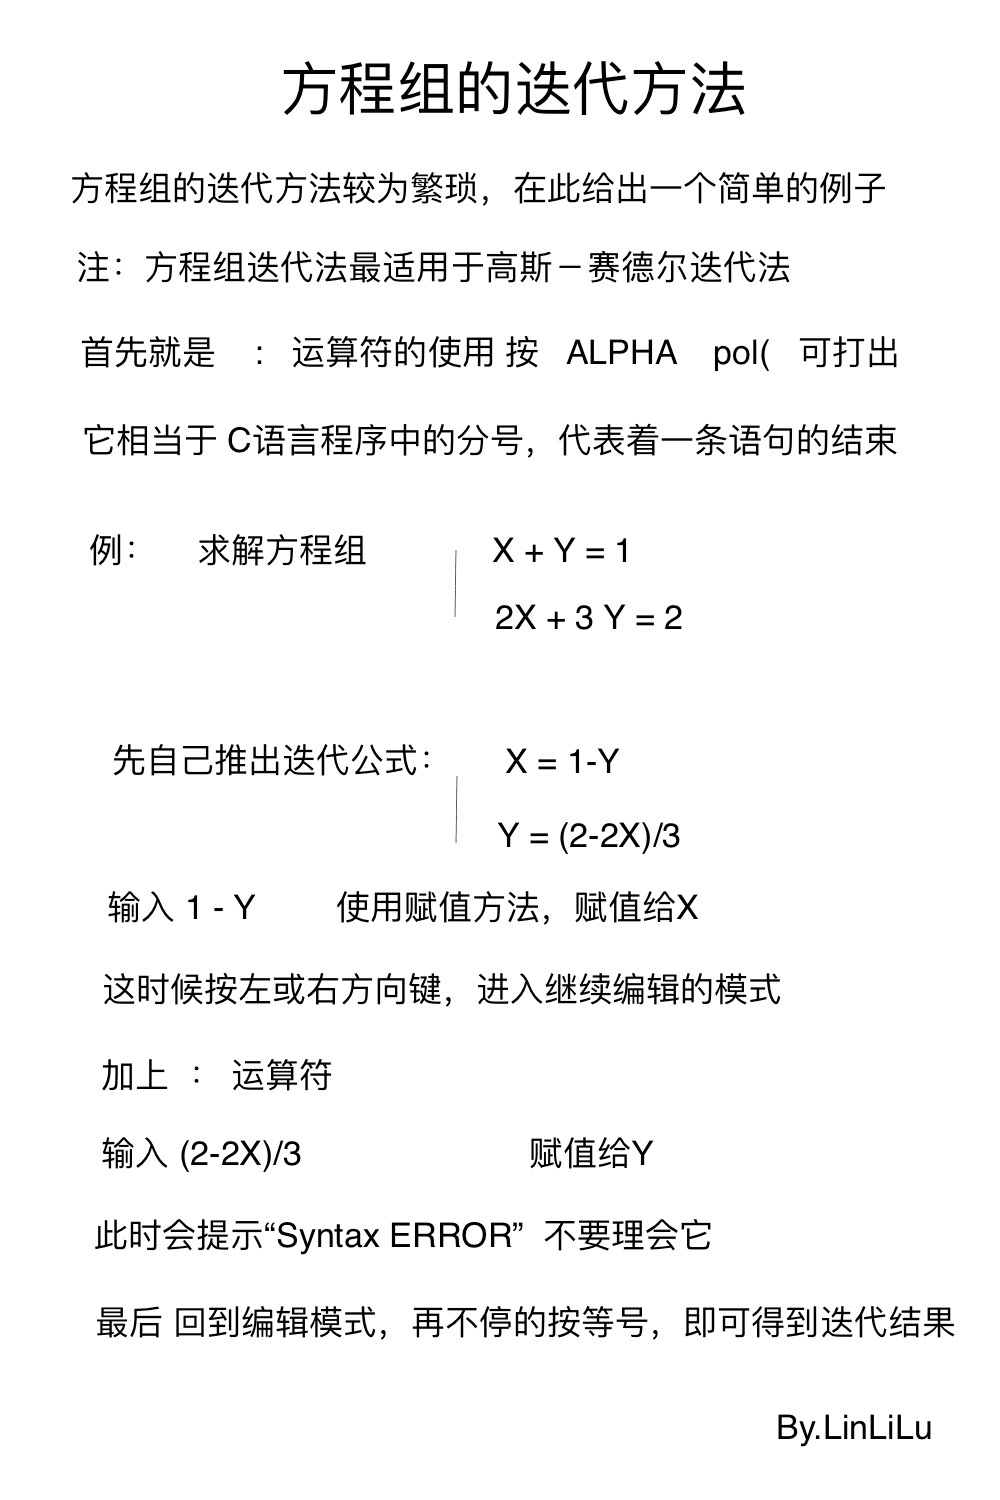 方程组的迭代方法
方程组的迭代方法较为繁琐，在此给出一个简单的例子
注：方程组迭代法最适用于高斯－赛德尔迭代法
首先就是 : 运算符的使用 按 ALPHA pol( 可打出
它相当于 C语言程序中的分号，代表着一条语句的结束
例： 求解方程组 X + Y = 1
2X + 3 Y = 2
先自己推出迭代公式： X = 1-Y
Y = (2-2X)/3
输入 1 - Y 使用赋值方法，赋值给X
这时候按左或右方向键，进入继续编辑的模式
加上 ： 运算符
输入 (2-2X)/3 赋值给Y
此时会提示“Syntax ERROR” 不要理会它
最后 回到编辑模式，再不停的按等号，即可得到迭代结果
By.LinLiLu